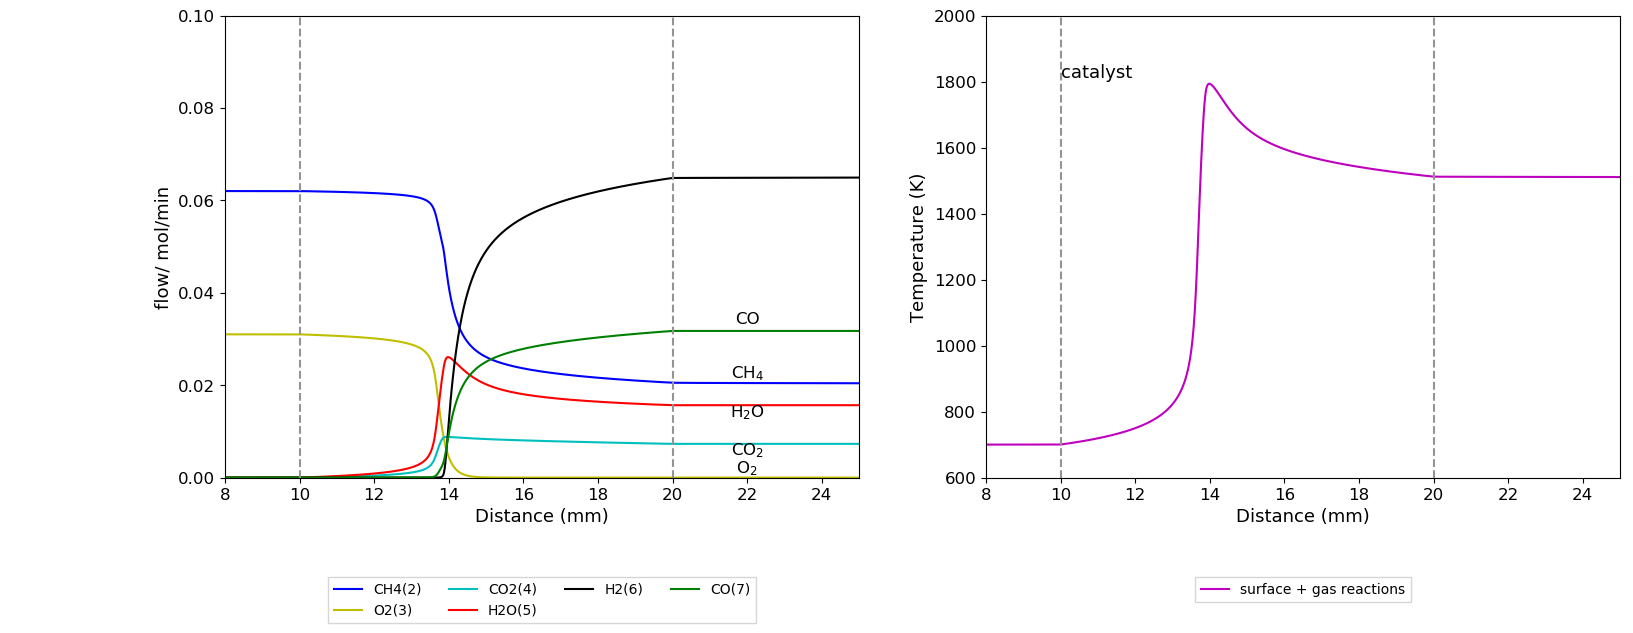 0.10
0.08
0.06
0.04
0.02
0.00
flow/ mol/min
8 10 12 14 16 18 20 22 24
Distance (mm)
CO
CH₄
H₂O
CO₂
O₂
CH4(2) CO2(4) H2(6) CO(7)
O2(3) H2O(5)
2000
1800
1600
1400
1200
1000
800
600
Temperature (K)
catalyst
8 10 12 14 16 18 20 22 24
Distance (mm)
surface + gas reactions